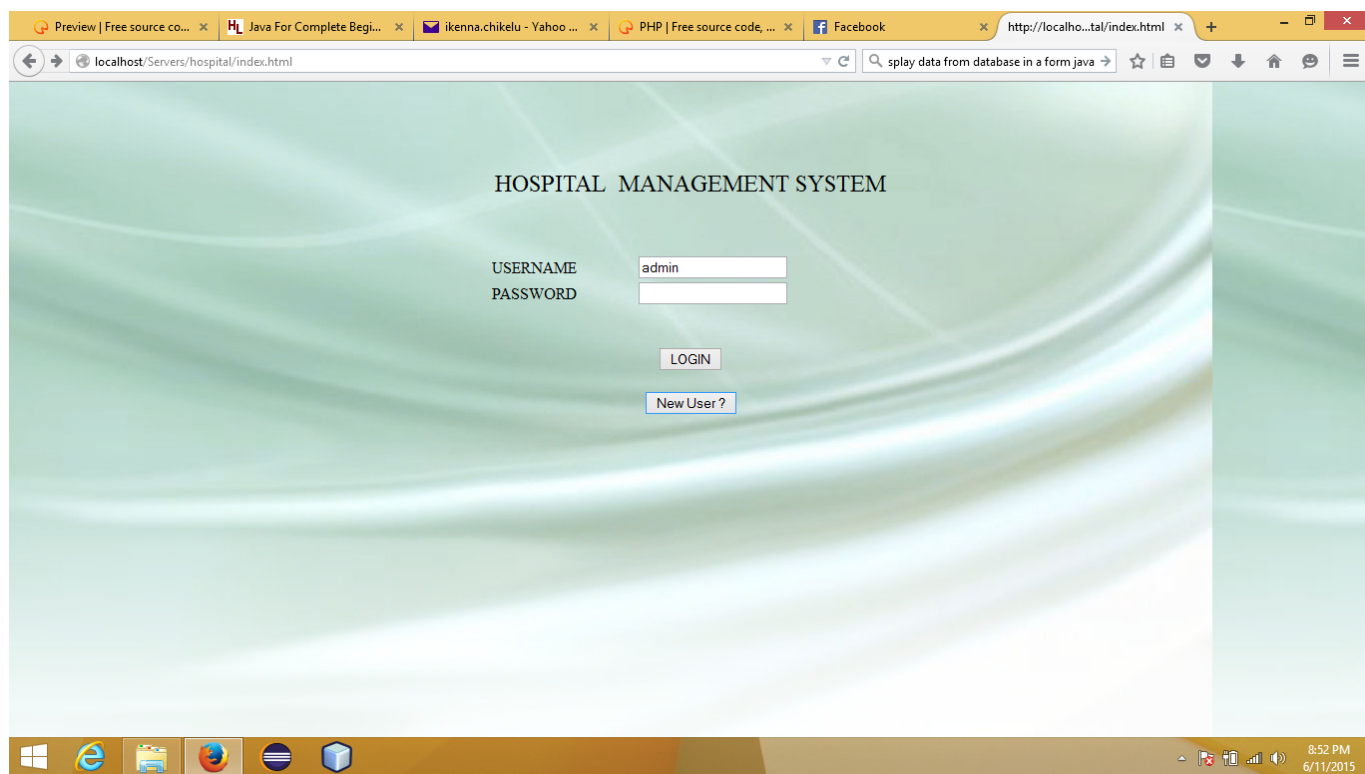 Preview | Free source co...
HL Java For Complete Begi...
ikenna.chikelu - Yahoo ...
PHP | Free source code, ...
Facebook
http://localho...tal/index.html
localhost/Servers/hospital/index.html
splay data from database in a form java
HOSPITAL MANAGEMENT SYSTEM
USERNAME admin
PASSWORD
LOGIN
New User ?
8:52 PM
6/11/2015